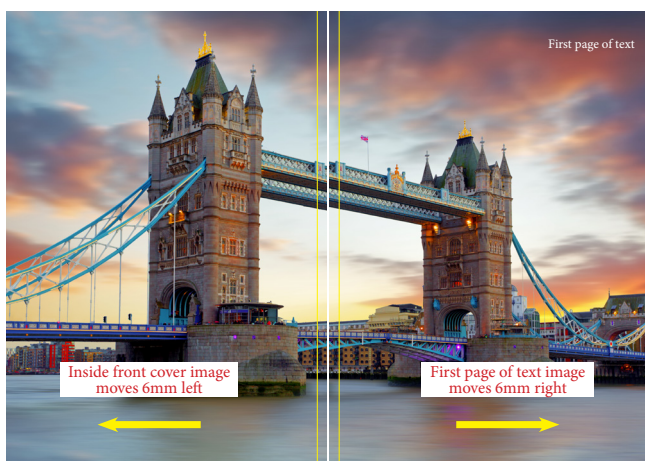 First page of text
Inside front cover image
moves 6mm left
First page of text image
moves 6mm right